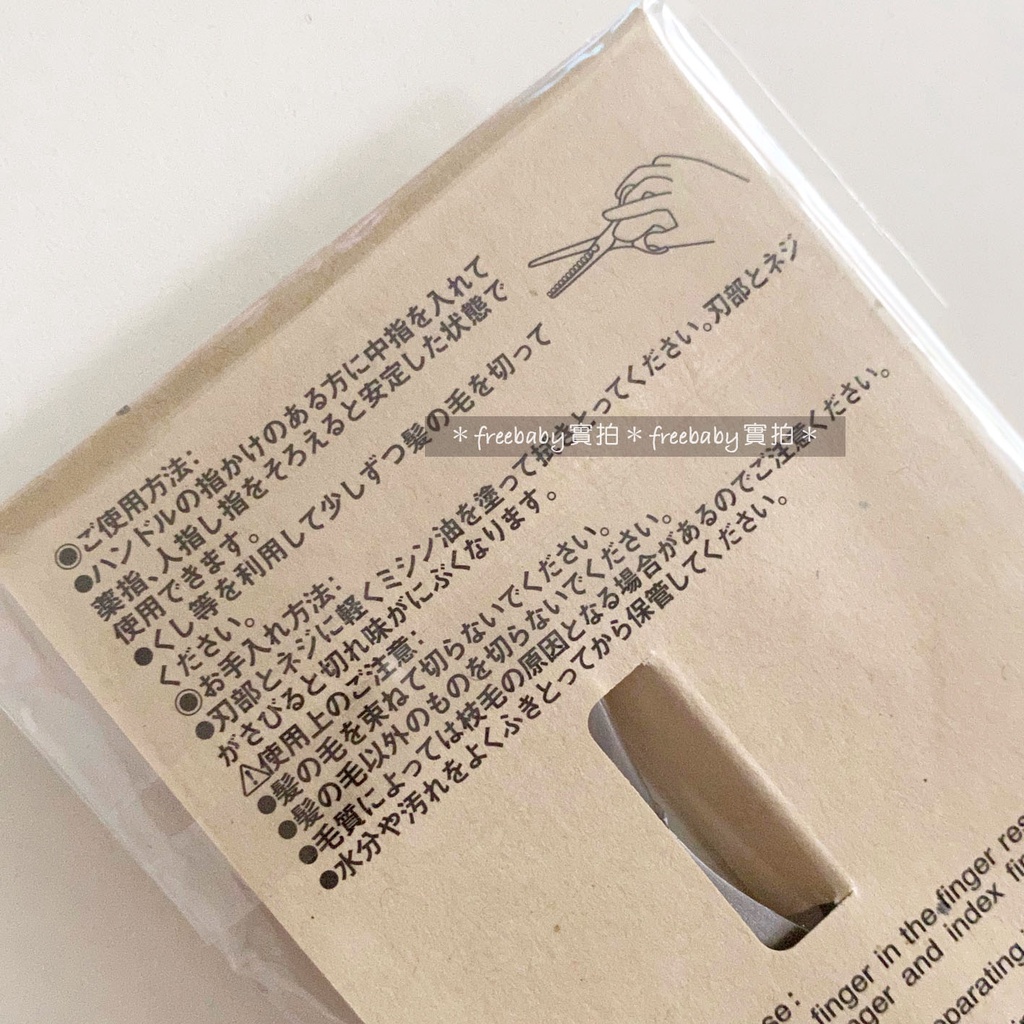 ◉ご使用方法:
●ハンドルの指かけのある方に中指を入れて
薬指、人指し指をそろえると安定した状態で
使用できます。
●くし等を利用して少しずつ髪の毛を切って
ください。
◉お手入れ方法:
●刃部とネジに軽くミシン油を塗って拭きとってください。刃部とネジ
がさびると切れ味がにぶくなります。
⚠使用上のご注意:
●髪の毛を束ねて切らないでください。
●髪の毛以外のものを切らないでください。
●毛質によっては枝毛の原因となる場合があるのでご注意ください。
●水分や汚れをよくふきとってから保管してください。
＊freebaby實拍＊freebaby實拍＊
finger in the finger
and index